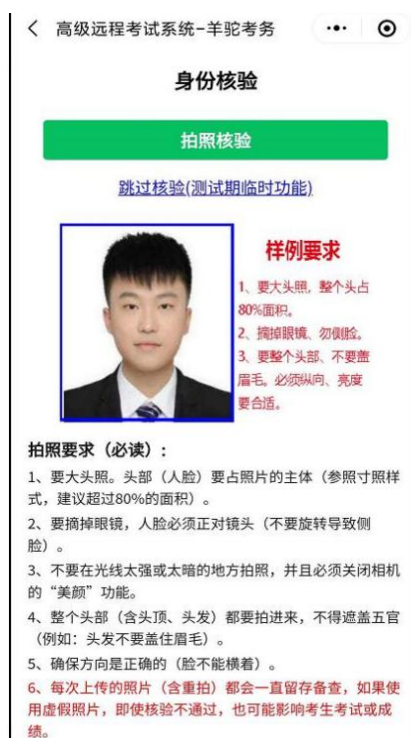 高级远程考试系统-羊驼考务
身份核验
拍照核验
跳过核验(测试期临时功能)
样例要求
1、要大头照，整个头占
80%面积。
2、摘掉眼镜、勿侧脸。
3、要整个头部、不要盖
眉毛。必须纵向、亮度
要合适。
拍照要求（必读）:
1、要大头照。头部（人脸）要占照片的主体（参照寸照样
式，建议超过80%的面积）。
2、要摘掉眼镜，人脸必须正对镜头（不要旋转导致侧
脸）。
3、不要在光线太强或太暗的地方拍照，并且必须关闭相机
的“美颜”功能。
4、整个头部（含头顶、头发）都要拍进来，不得遮盖五官
（例如：头发不要盖住眉毛）。
5、确保方向是正确的（脸不能横着）。
6、每次上传的照片（含重拍）都会一直留存备查，如果使
用虚假照片，即使核验不通过，也可能影响考生考试或成
绩。